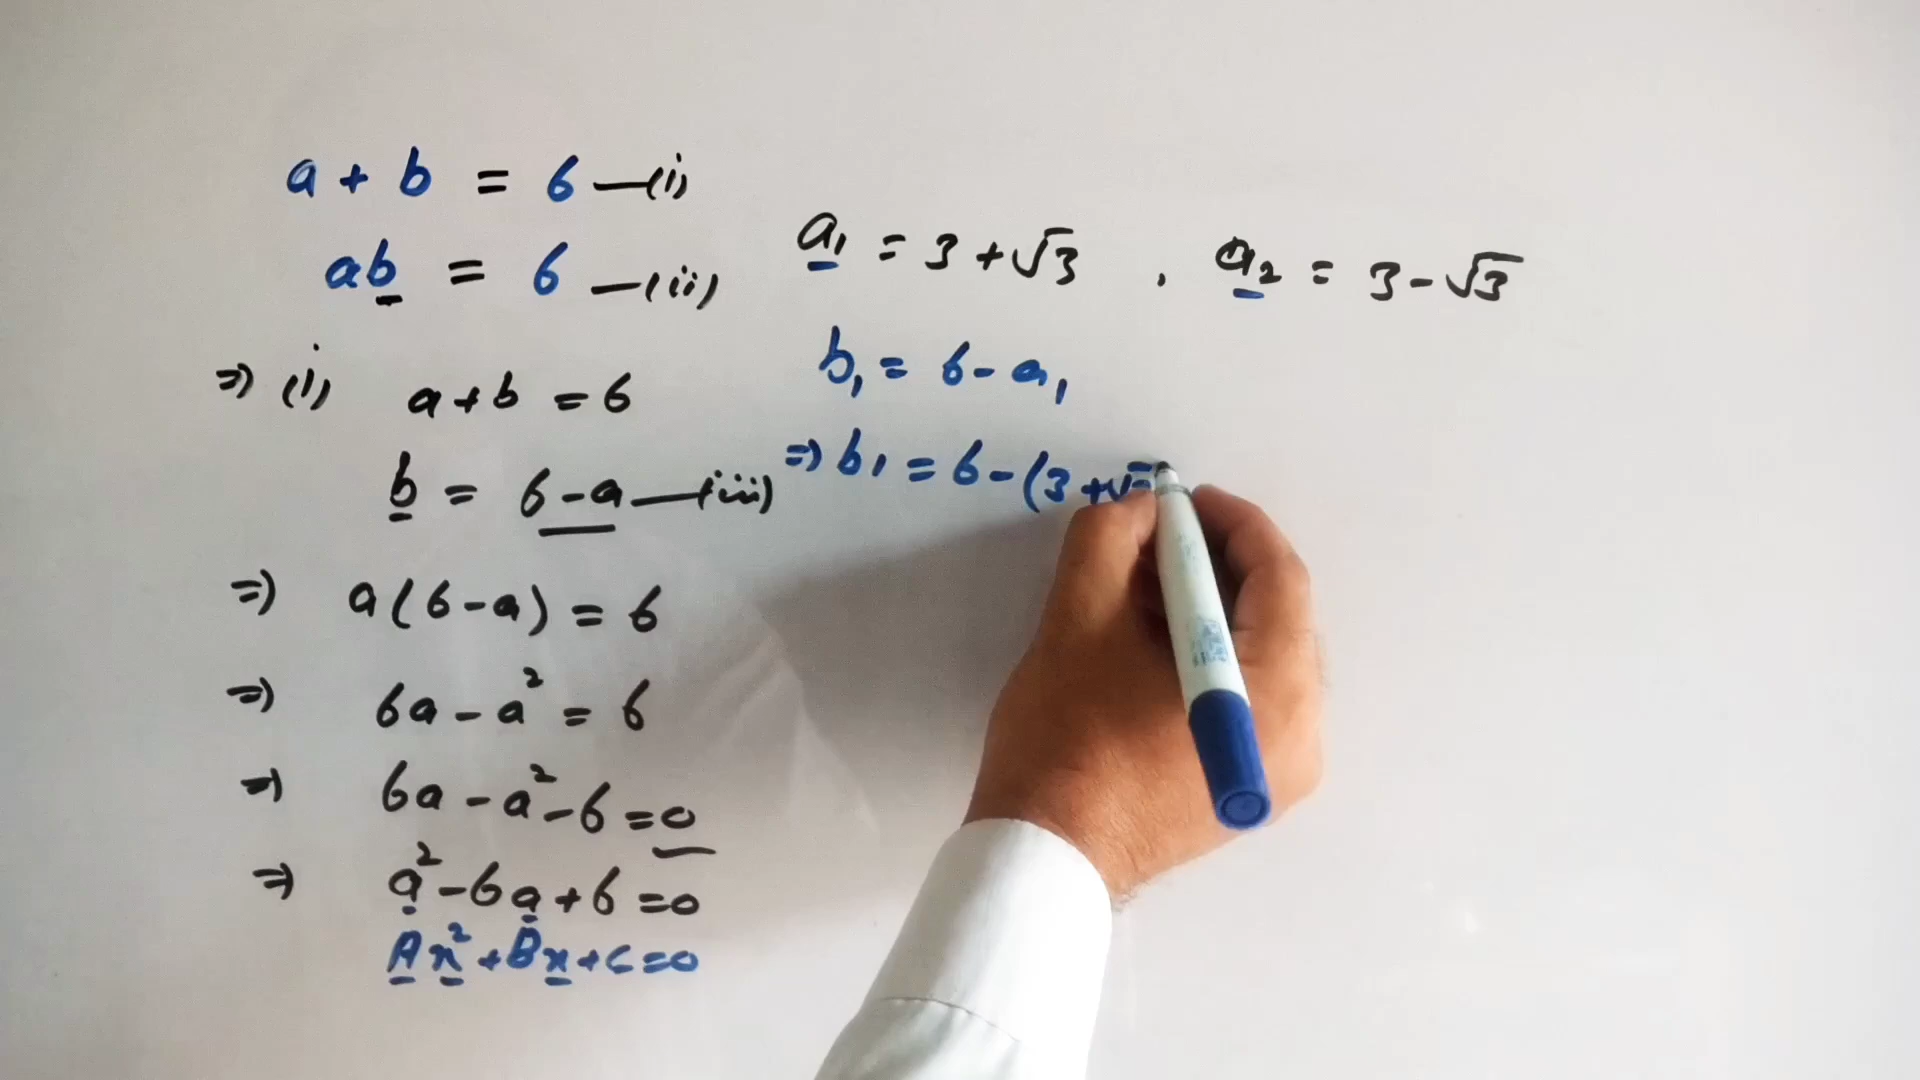 a + b = 6 —(i)
ab = 6 —(ii)
⇒ (i) a + b = 6
b = 6 - a —(iii)
⇒ a(6 - a) = 6
⇒ 6a - a² = 6
⇒ 6a - a² - 6 = 0
⇒ a² - 6a + 6 = 0
Ax² + Bx + C = 0
a₁ = 3 + √3 , a₂ = 3 - √3
b₁ = 6 - a₁
⇒ b₁ = 6 - (3 + √